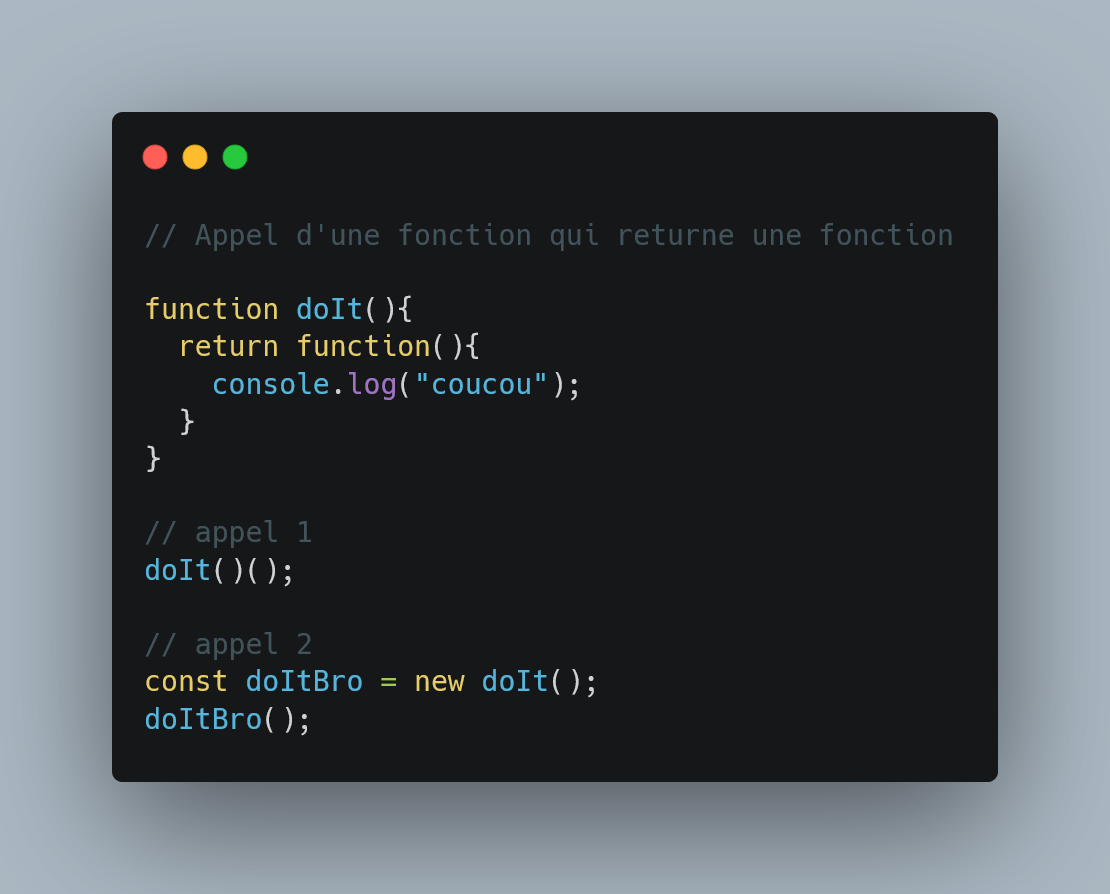 // Appel d'une fonction qui returne une fonction
function doIt(){
  return function(){
    console.log("coucou");
  }
}
// appel 1
doIt()();
// appel 2
const doItBro = new doIt();
doItBro();